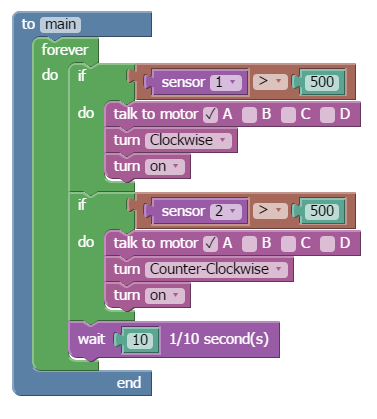 to main
forever
do if sensor 1 > 500
do talk to motor A B C D
turn Clockwise
turn on
if sensor 2 > 500
do talk to motor A B C D
turn Counter-Clockwise
turn on
wait 10 1/10 second(s)
end